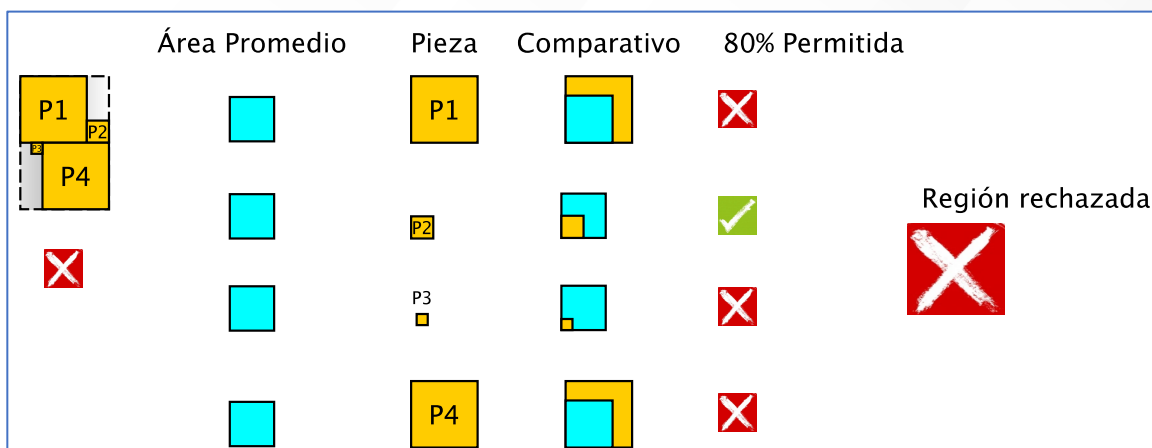 Área Promedio Pieza Comparativo 80% Permitida
P1
P2
P3
P4
P1
P2
P3
P4
Región rechazada